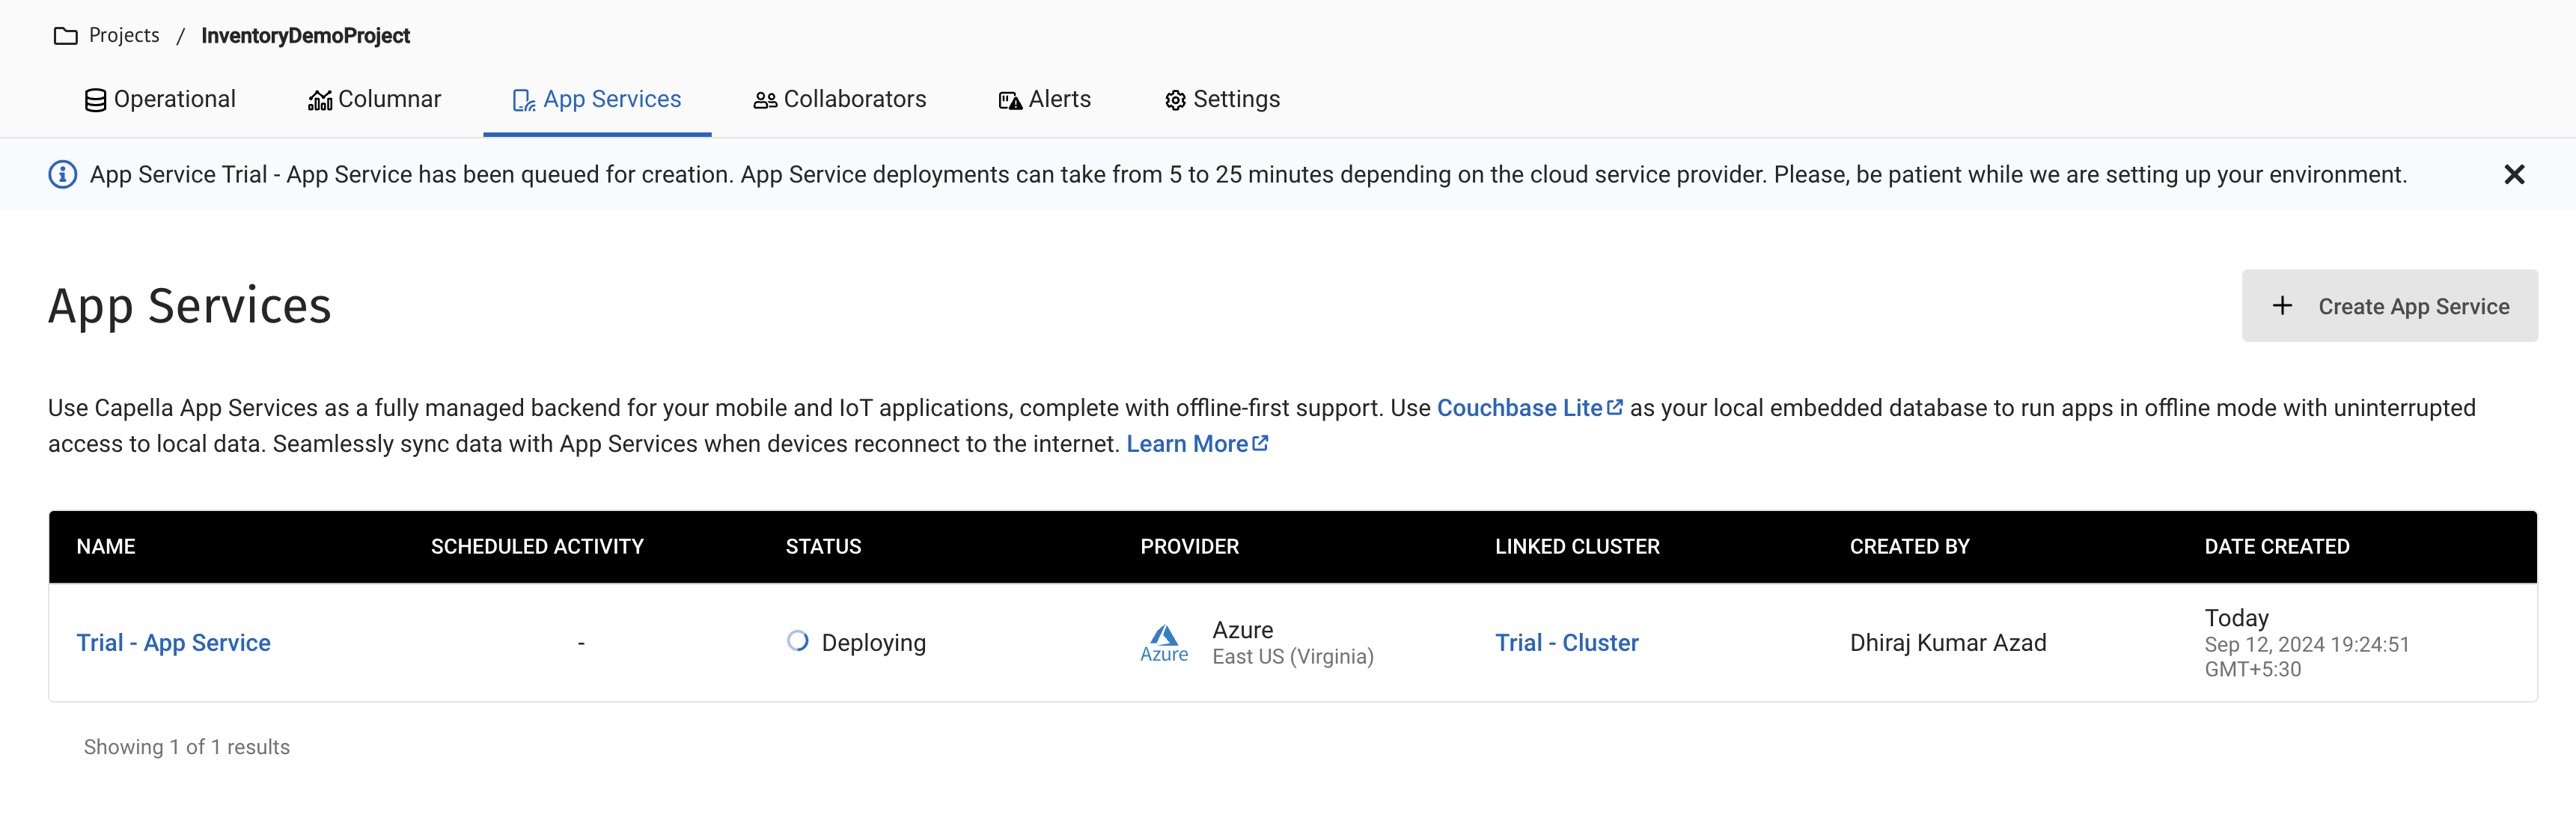 Projects / InventoryDemoProject
Operational Columnar App Services Collaborators Alerts Settings
App Service Trial - App Service has been queued for creation. App Service deployments can take from 5 to 25 minutes depending on the cloud service provider. Please, be patient while we are setting up your environment.
App Services
+ Create App Service
Use Capella App Services as a fully managed backend for your mobile and IoT applications, complete with offline-first support. Use Couchbase Lite as your local embedded database to run apps in offline mode with uninterrupted
access to local data. Seamlessly sync data with App Services when devices reconnect to the internet. Learn More
NAME SCHEDULED ACTIVITY STATUS PROVIDER LINKED CLUSTER CREATED BY DATE CREATED
Trial - App Service - Deploying Azure Azure Trial - Cluster Dhiraj Kumar Azad Today
East US (Virginia) Sep 12, 2024 19:24:51
GMT+5:30
Showing 1 of 1 results